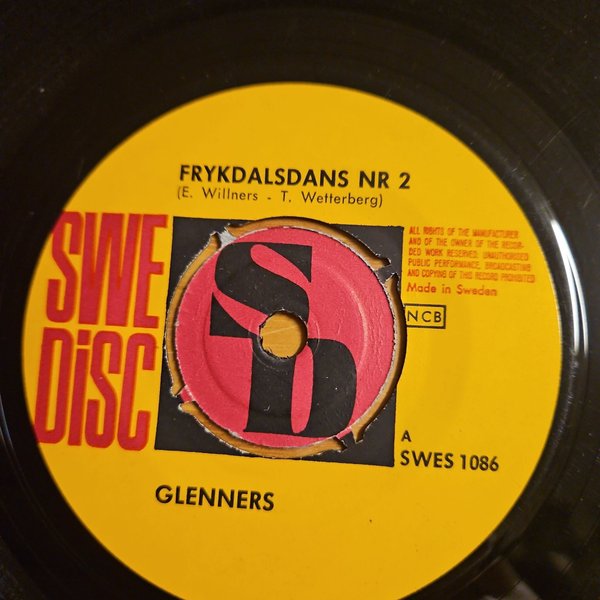 FRYKDALSDANS NR 2
(E. Willners - T. Wetterberg)
SWE
DiSC
SD
ALL RIGHTS OF THE MANUFACTURER
AND OF THE OWNER OF THE RECOR-
DED WORK RESERVED. UNAUTHORISED
PUBLIC PERFORMANCE, BROADCASTING
AND COPYING OF THIS RECORD PROHIBITED
Made in Sweden
NCB
A
SWES 1086
GLENNERS